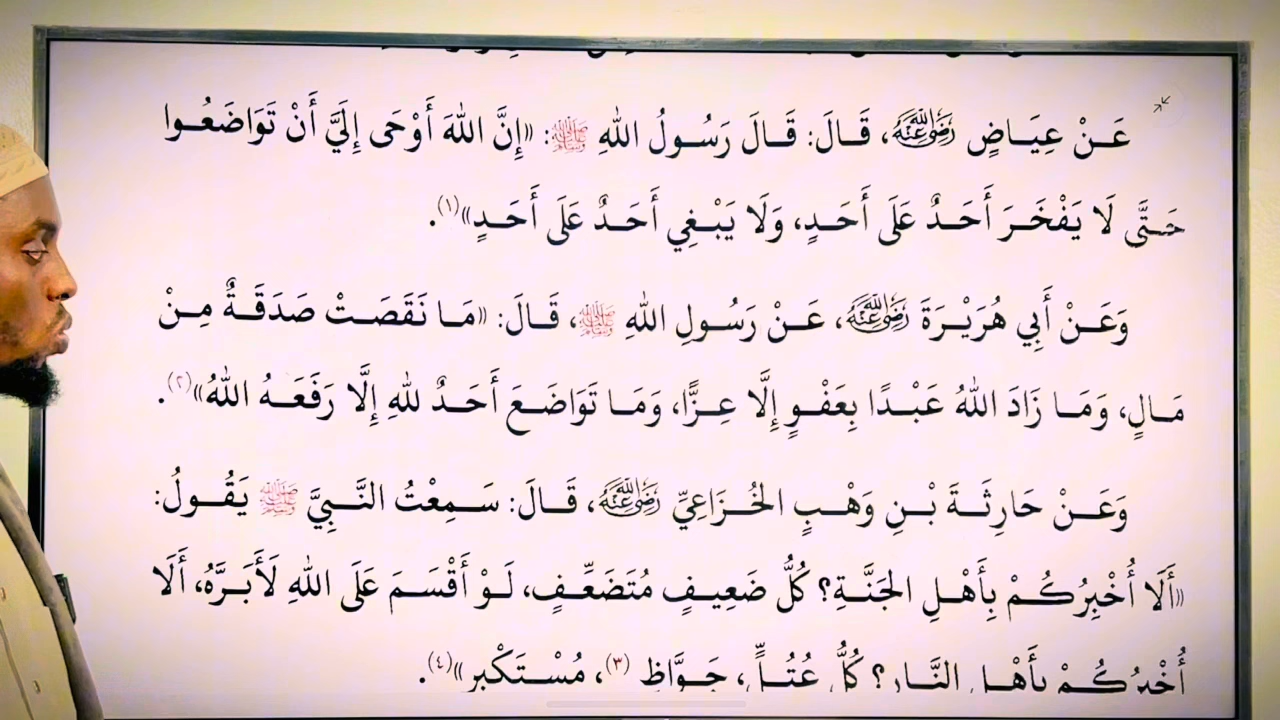 عَنْ عِيَاضٍ رَضِيَ اللَّهُ عَنْهُ، قَالَ: قَالَ رَسُولُ اللهِ ﷺ: «إِنَّ اللهَ أَوْحَى إِلَيَّ أَنْ تَوَاضَعُوا
حَتَّى لَا يَفْخَرَ أَحَدٌ عَلَى أَحَدٍ، وَلَا يَبْغِي أَحَدٌ عَلَى أَحَدٍ»(١).
وَعَنْ أَبِي هُرَيْرَةَ رَضِيَ اللَّهُ عَنْهُ، عَنْ رَسُولِ اللهِ ﷺ، قَالَ: «مَا نَقَصَتْ صَدَقَةٌ مِنْ
مَالٍ، وَمَا زَادَ اللهُ عَبْدًا بِعَفْوٍ إِلَّا عِزًّا، وَمَا تَوَاضَعَ أَحَدٌ لِلهِ إِلَّا رَفَعَهُ اللهُ»(٢).
وَعَنْ حَارِثَةَ بْنِ وَهْبٍ الخُزَاعِيِّ رَضِيَ اللَّهُ عَنْهُ، قَالَ: سَمِعْتُ النَّبِيَّ ﷺ يَقُولُ:
«أَلَا أُخْبِرُكُمْ بِأَهْلِ الجَنَّةِ؟ كُلُّ ضَعِيفٍ مُتَضَعِّفٍ، لَوْ أَقْسَمَ عَلَى اللهِ لَأَبَرَّهُ، أَلَا
أُخْبِرُكُمْ بِأَهْلِ النَّارِ؟ كُلُّ عُتُلٍّ، جَوَّاظٍ(٣)، مُسْتَكْبِرٍ»(٤).